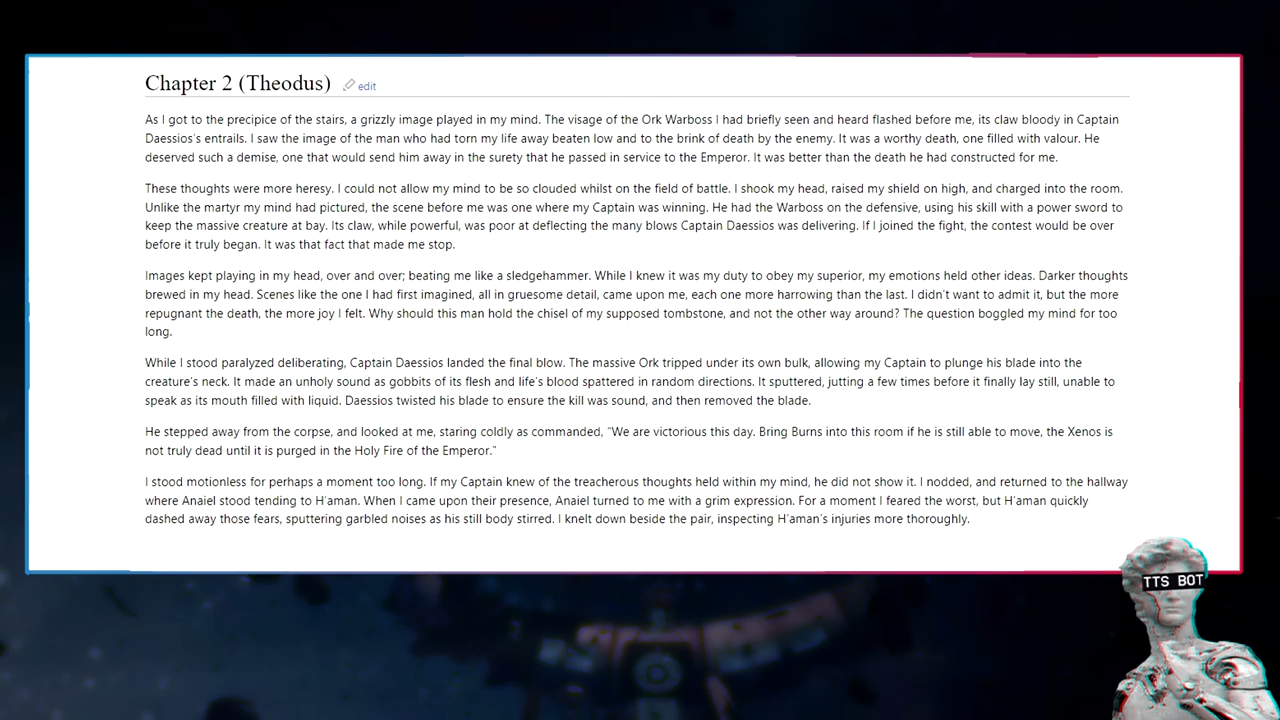 Chapter 2 (Theodus) edit
As I got to the precipice of the stairs, a grizzly image played in my mind. The visage of the Ork Warboss I had briefly seen and heard flashed before me, its claw bloody in Captain
Daessios's entrails. I saw the image of the man who had torn my life away beaten low and to the brink of death by the enemy. It was a worthy death, one filled with valour. He
deserved such a demise, one that would send him away in the surety that he passed in service to the Emperor. It was better than the death he had constructed for me.
These thoughts were more heresy. I could not allow my mind to be so clouded whilst on the field of battle. I shook my head, raised my shield on high, and charged into the room.
Unlike the martyr my mind had pictured, the scene before me was one where my Captain was winning. He had the Warboss on the defensive, using his skill with a power sword to
keep the massive creature at bay. Its claw, while powerful, was poor at deflecting the many blows Captain Daessios was delivering. If I joined the fight, the contest would be over
before it truly began. It was that fact that made me stop.
Images kept playing in my head, over and over; beating me like a sledgehammer. While I knew it was my duty to obey my superior, my emotions held other ideas. Darker thoughts
brewed in my head. Scenes like the one I had first imagined, all in gruesome detail, came upon me, each one more harrowing than the last. I didn't want to admit it, but the more
repugnant the death, the more joy I felt. Why should this man hold the chisel of my supposed tombstone, and not the other way around? The question boggled my mind for too
long.
While I stood paralyzed deliberating, Captain Daessios landed the final blow. The massive Ork tripped under its own bulk, allowing my Captain to plunge his blade into the
creature's neck. It made an unholy sound as gobbits of its flesh and life's blood spattered in random directions. It sputtered, jutting a few times before it finally lay still, unable to
speak as its mouth filled with liquid. Daessios twisted his blade to ensure the kill was sound, and then removed the blade.
He stepped away from the corpse, and looked at me, staring coldly as commanded, "We are victorious this day. Bring Burns into this room if he is still able to move, the Xenos is
not truly dead until it is purged in the Holy Fire of the Emperor."
I stood motionless for perhaps a moment too long. If my Captain knew of the treacherous thoughts held within my mind, he did not show it. I nodded, and returned to the hallway
where Anaiel stood tending to H'aman. When I came upon their presence, Anaiel turned to me with a grim expression. For a moment I feared the worst, but H'aman quickly
dashed away those fears, sputtering garbled noises as his still body stirred. I knelt down beside the pair, inspecting H'aman's injuries more thoroughly.
TTS BOT